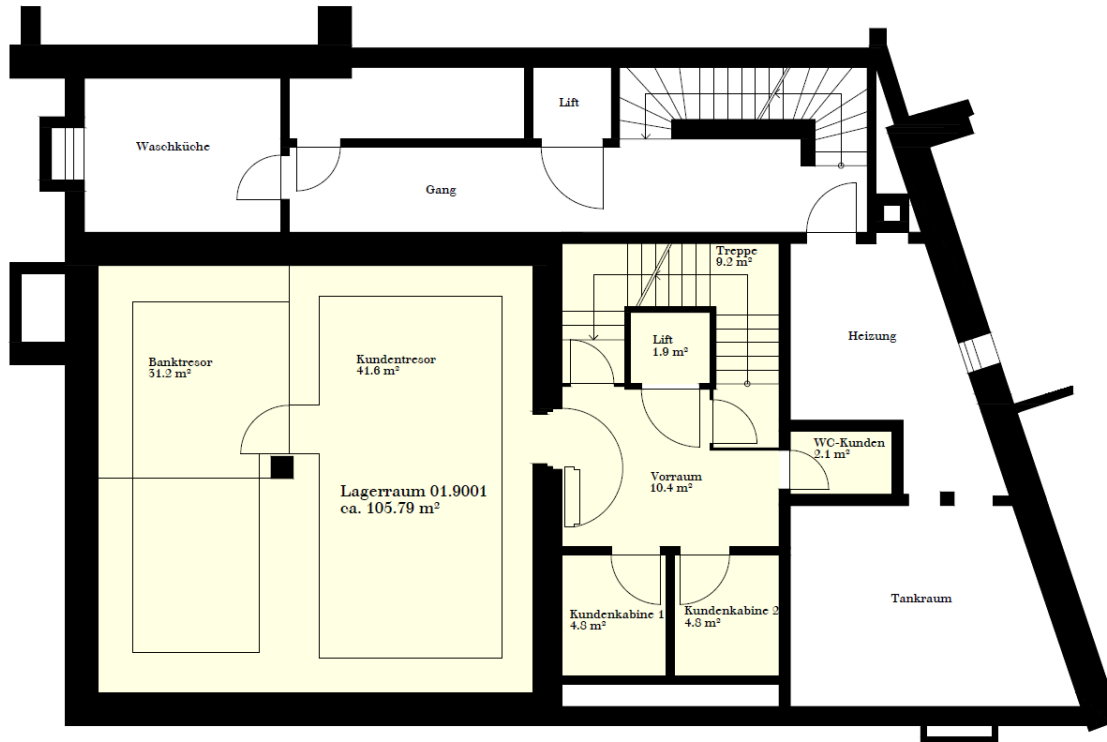 Waschküche
Lift
Gang
Treppe
9.2 m²
Banktresor
31.2 m²
Kundentresor
41.6 m²
Lift
1.9 m²
Heizung
WC-Kunden
2.1 m²
Vorraum
10.4 m²
Lagerraum 01.9001
ca. 105.79 m²
Kundenkabine 1
4.8 m²
Kundenkabine 2
4.8 m²
Tankraum